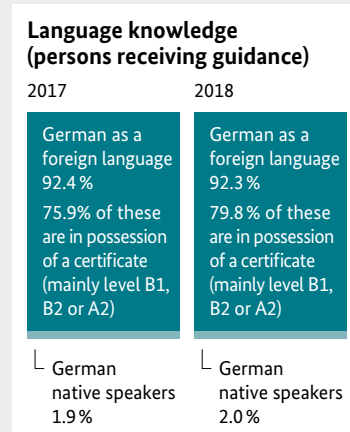 Language knowledge
(persons receiving guidance)
2017
German as a
foreign language
92.4 %
75.9% of these
are in possession
of a certificate
(mainly level B1,
B2 or A2)
German
native speakers
1.9 %
2018
German as a
foreign language
92.3 %
79.8 % of these
are in possession
of a certificate
(mainly level B1,
B2 or A2)
German
native speakers
2.0 %